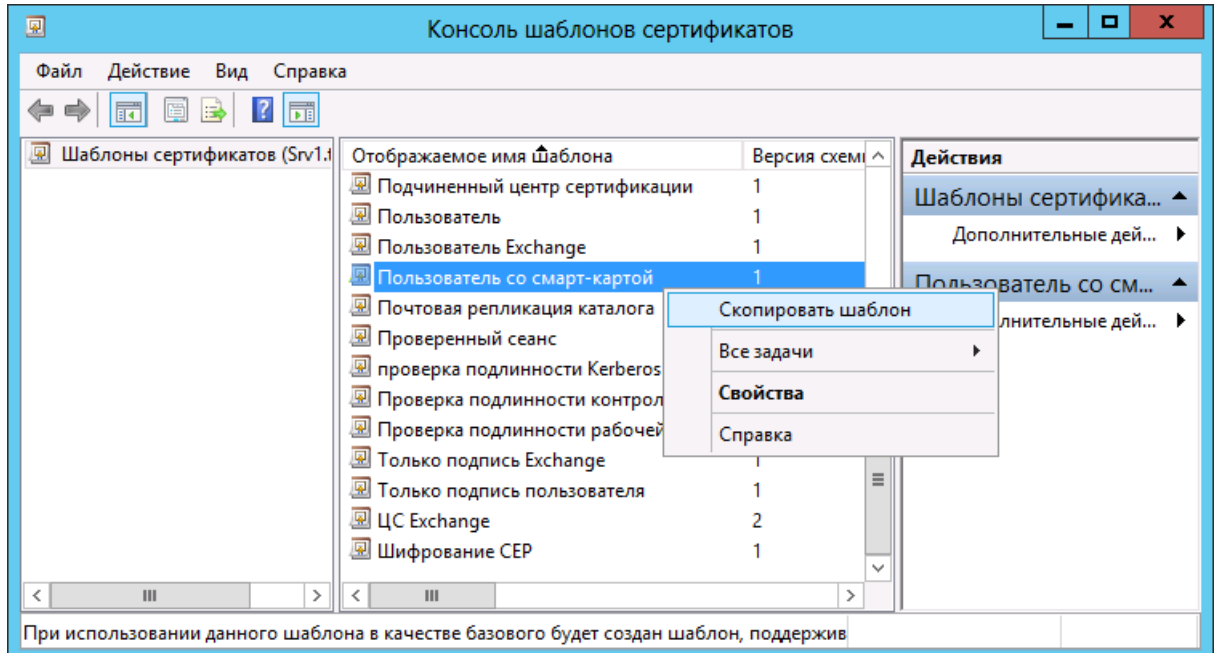 Консоль шаблонов сертификатов
Файл Действие Вид Справка
Шаблоны сертификатов (Srv1.f
Отображаемое имя шаблона Версия схемы
Подчиненный центр сертификации 1
Пользователь 1
Пользователь Exchange 1
Пользователь со смарт-картой 1
Почтовая репликация каталога
Проверенный сеанс
проверка подлинности Kerberos
Проверка подлинности контрол
Проверка подлинности рабочей
Только подпись Exchange 1
Только подпись пользователя 1
ЦС Exchange 2
Шифрование CEP 1
Скопировать шаблон
Все задачи
Свойства
Справка
Действия
Шаблоны сертифика...
Дополнительные дей...
Пользователь со см...
лнительные дей...
При использовании данного шаблона в качестве базового будет создан шаблон, поддержив